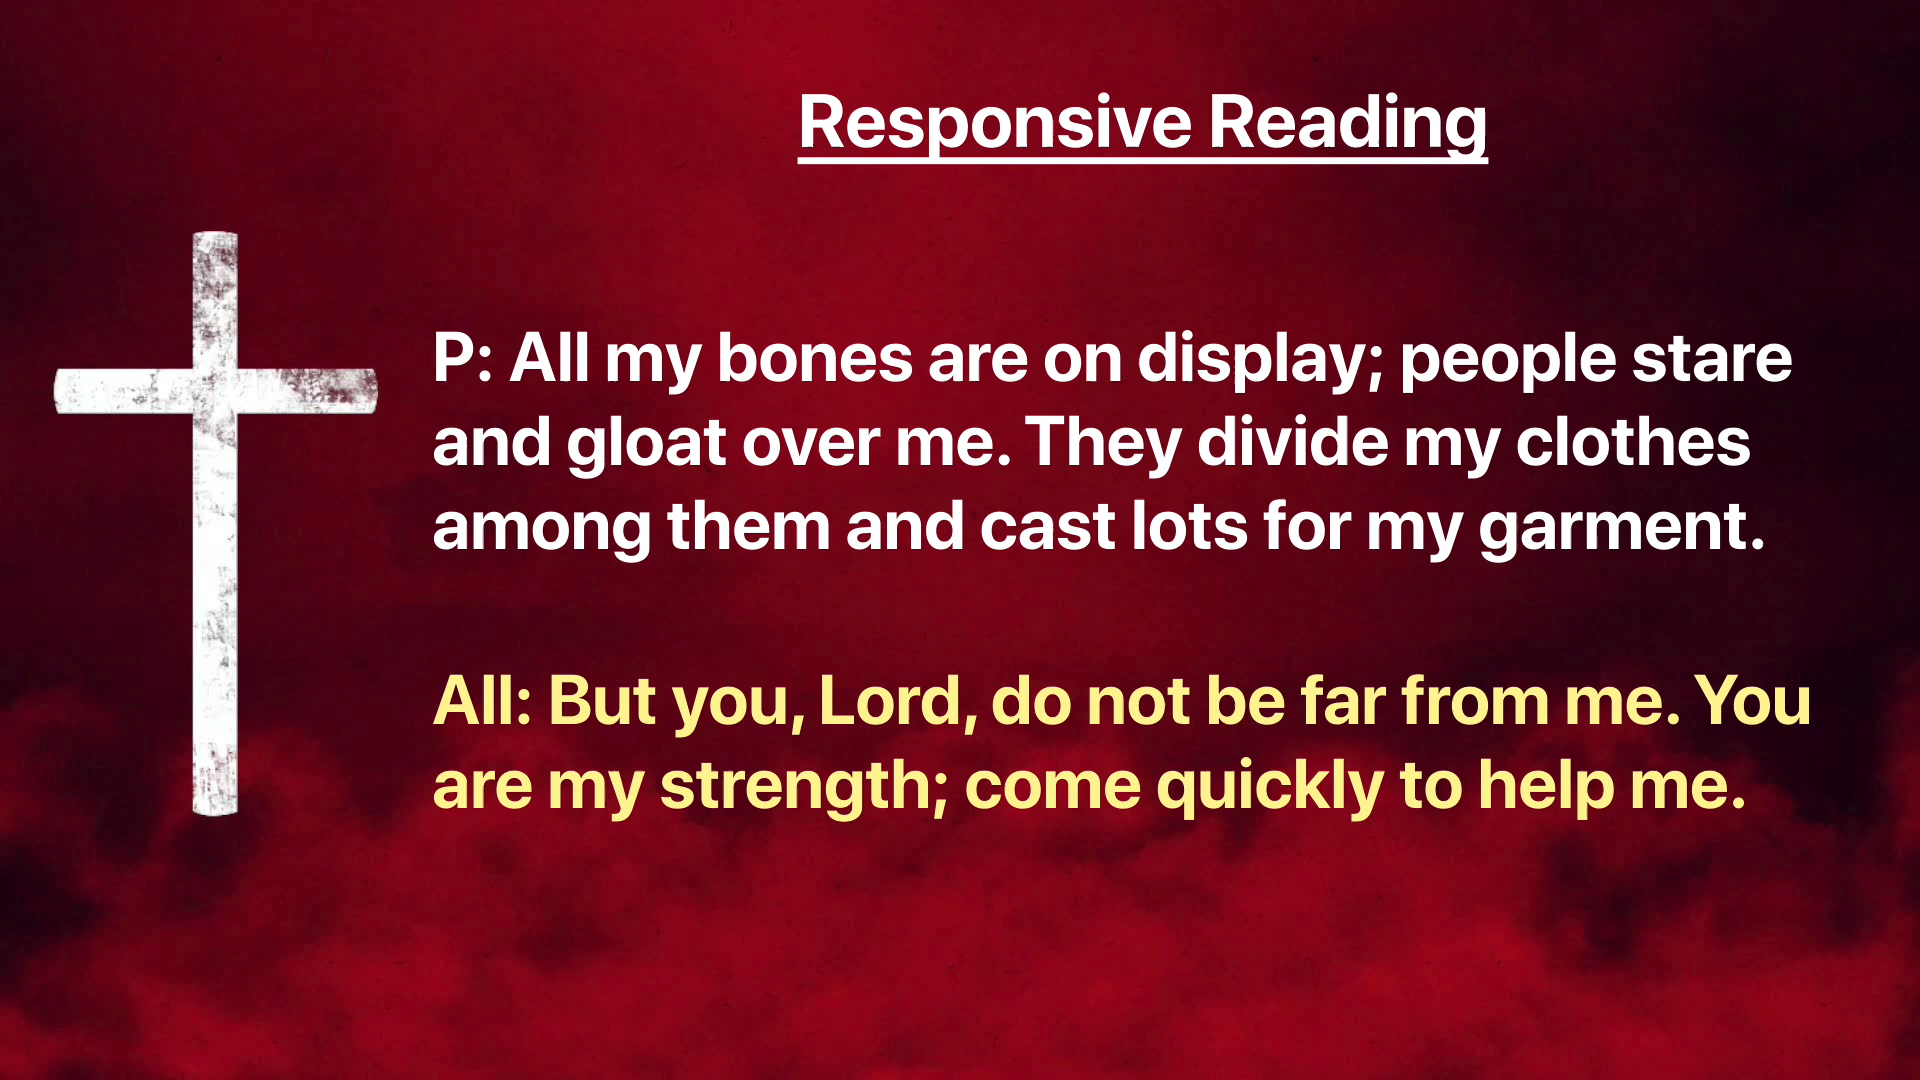 Responsive Reading
P: All my bones are on display; people stare
and gloat over me. They divide my clothes
among them and cast lots for my garment.
All: But you, Lord, do not be far from me. You
are my strength; come quickly to help me.